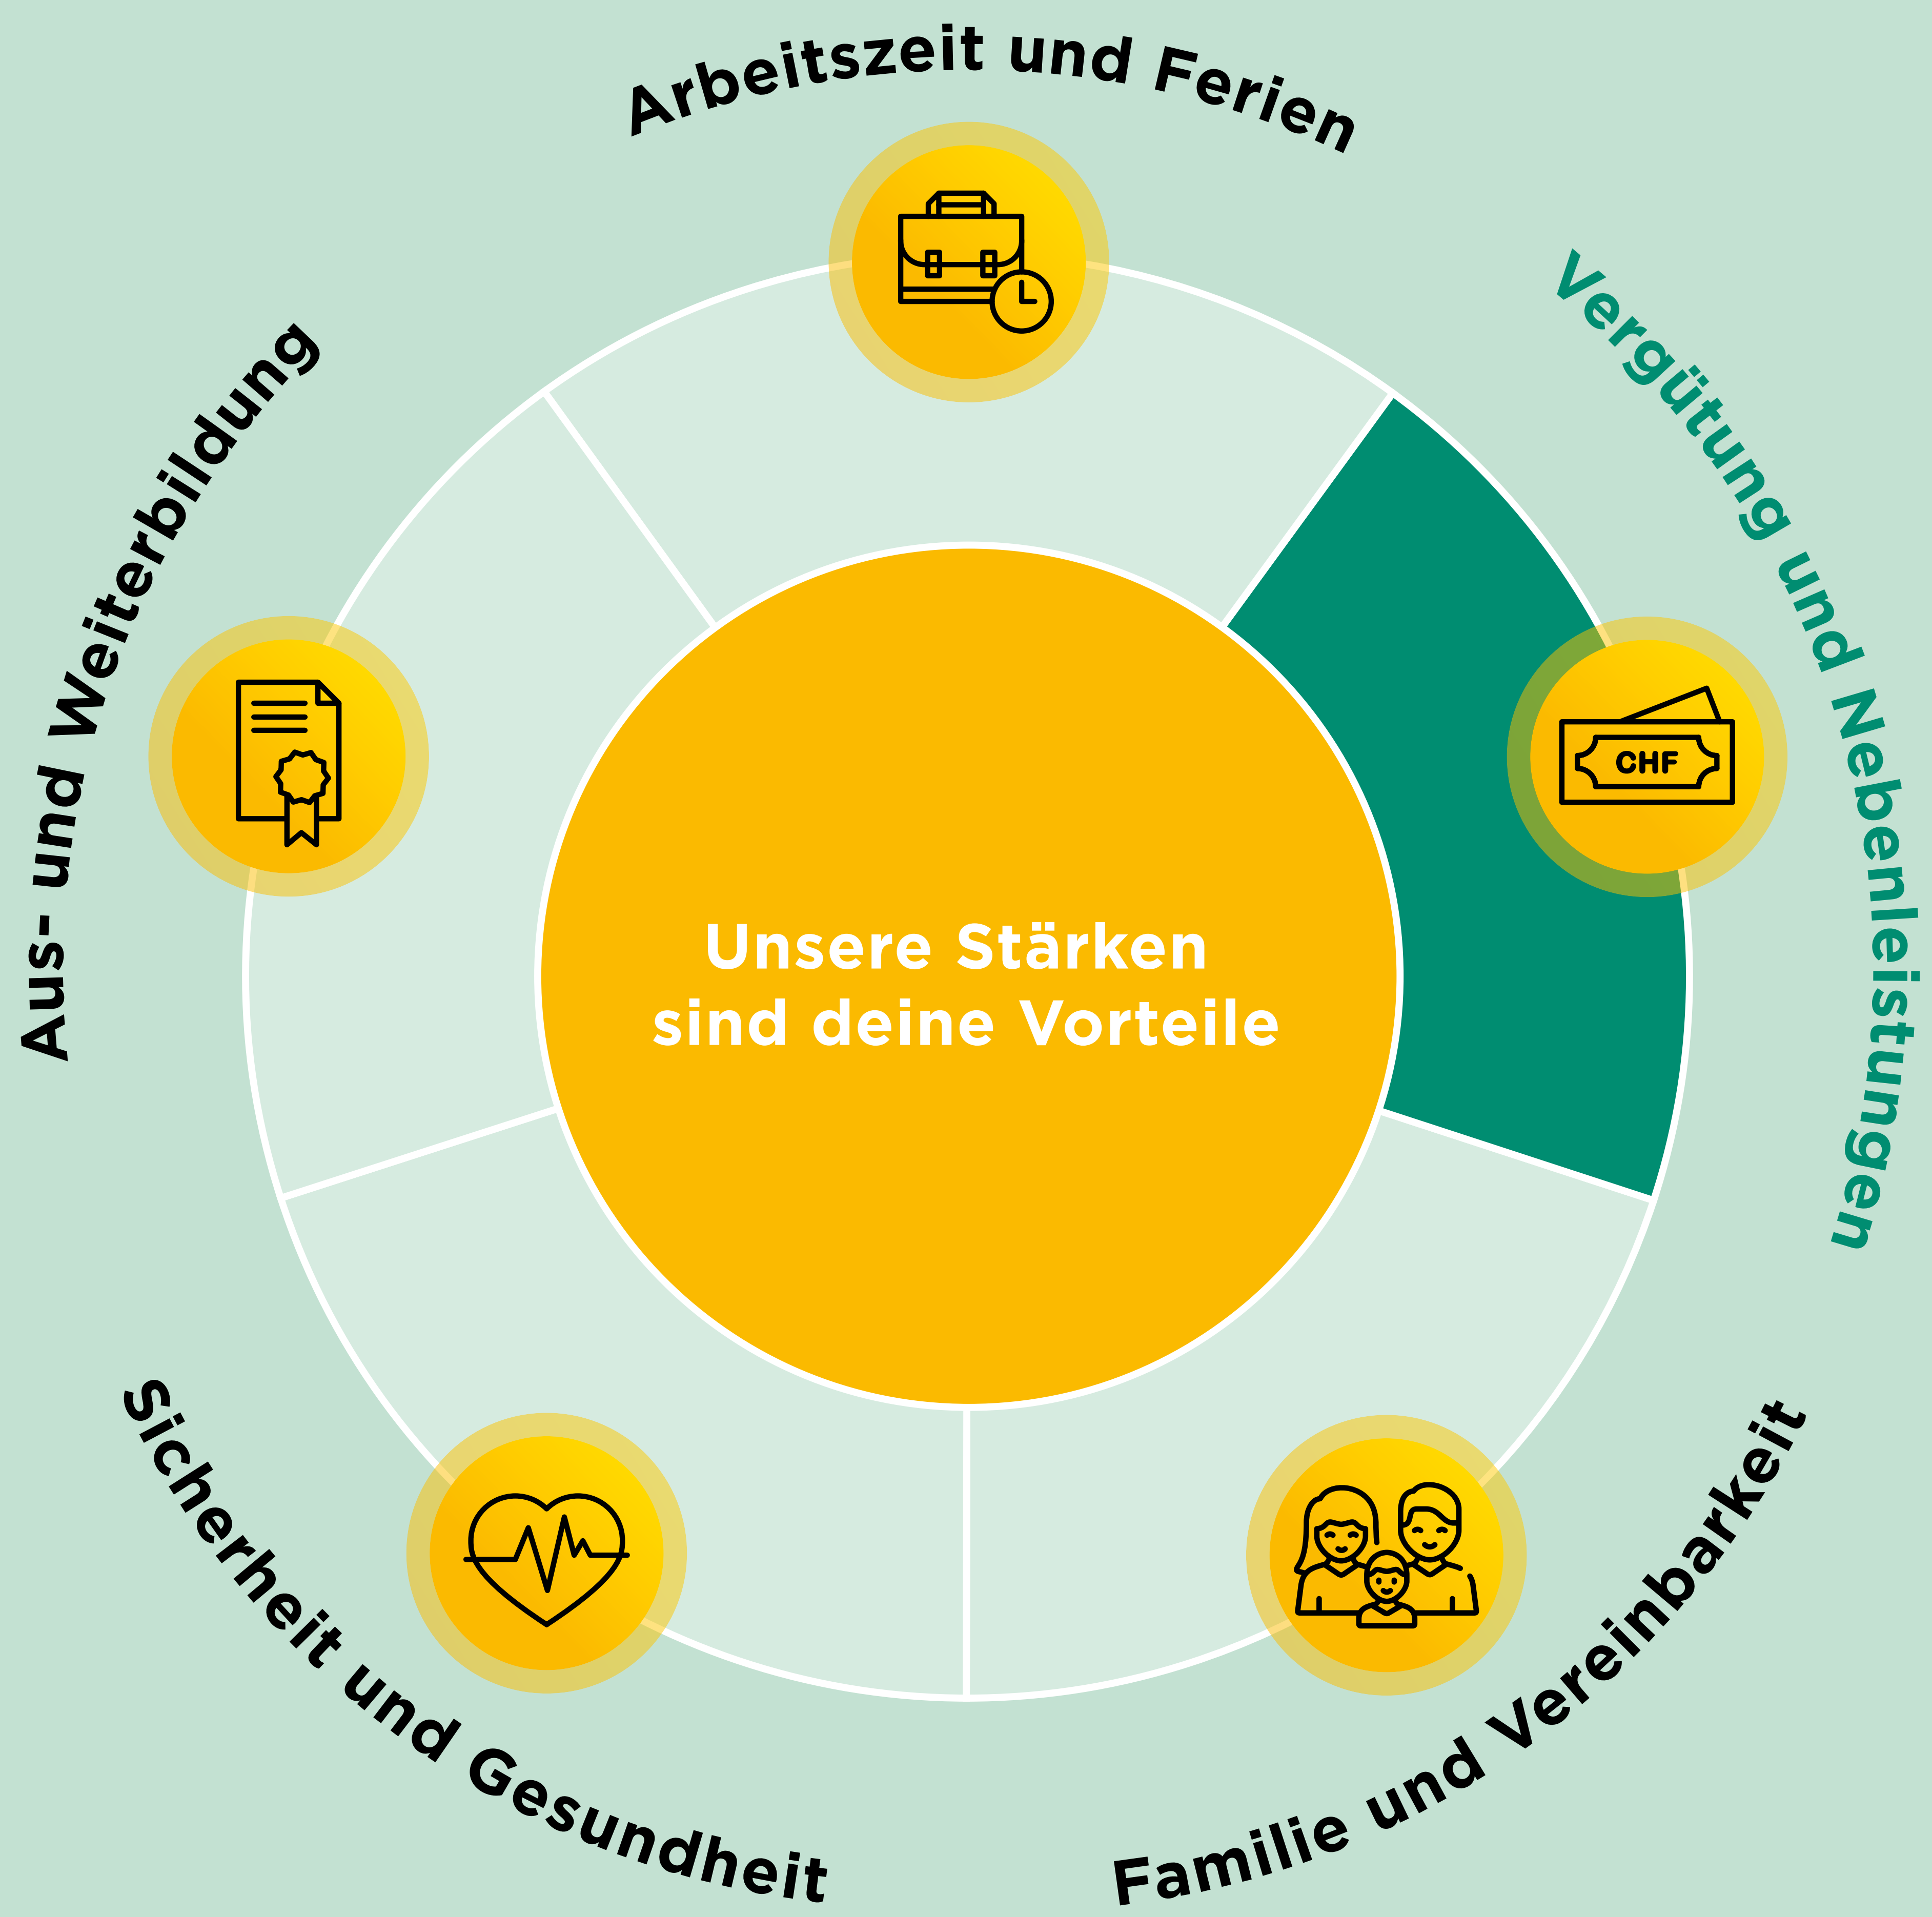 Arbeitszeit und Ferien
Vergütung und Nebenleistungen
CHF
Familie und Vereinbarkeit
Sicherheit und Gesundheit
Aus- und Weiterbildung
Unsere Stärken
sind deine Vorteile